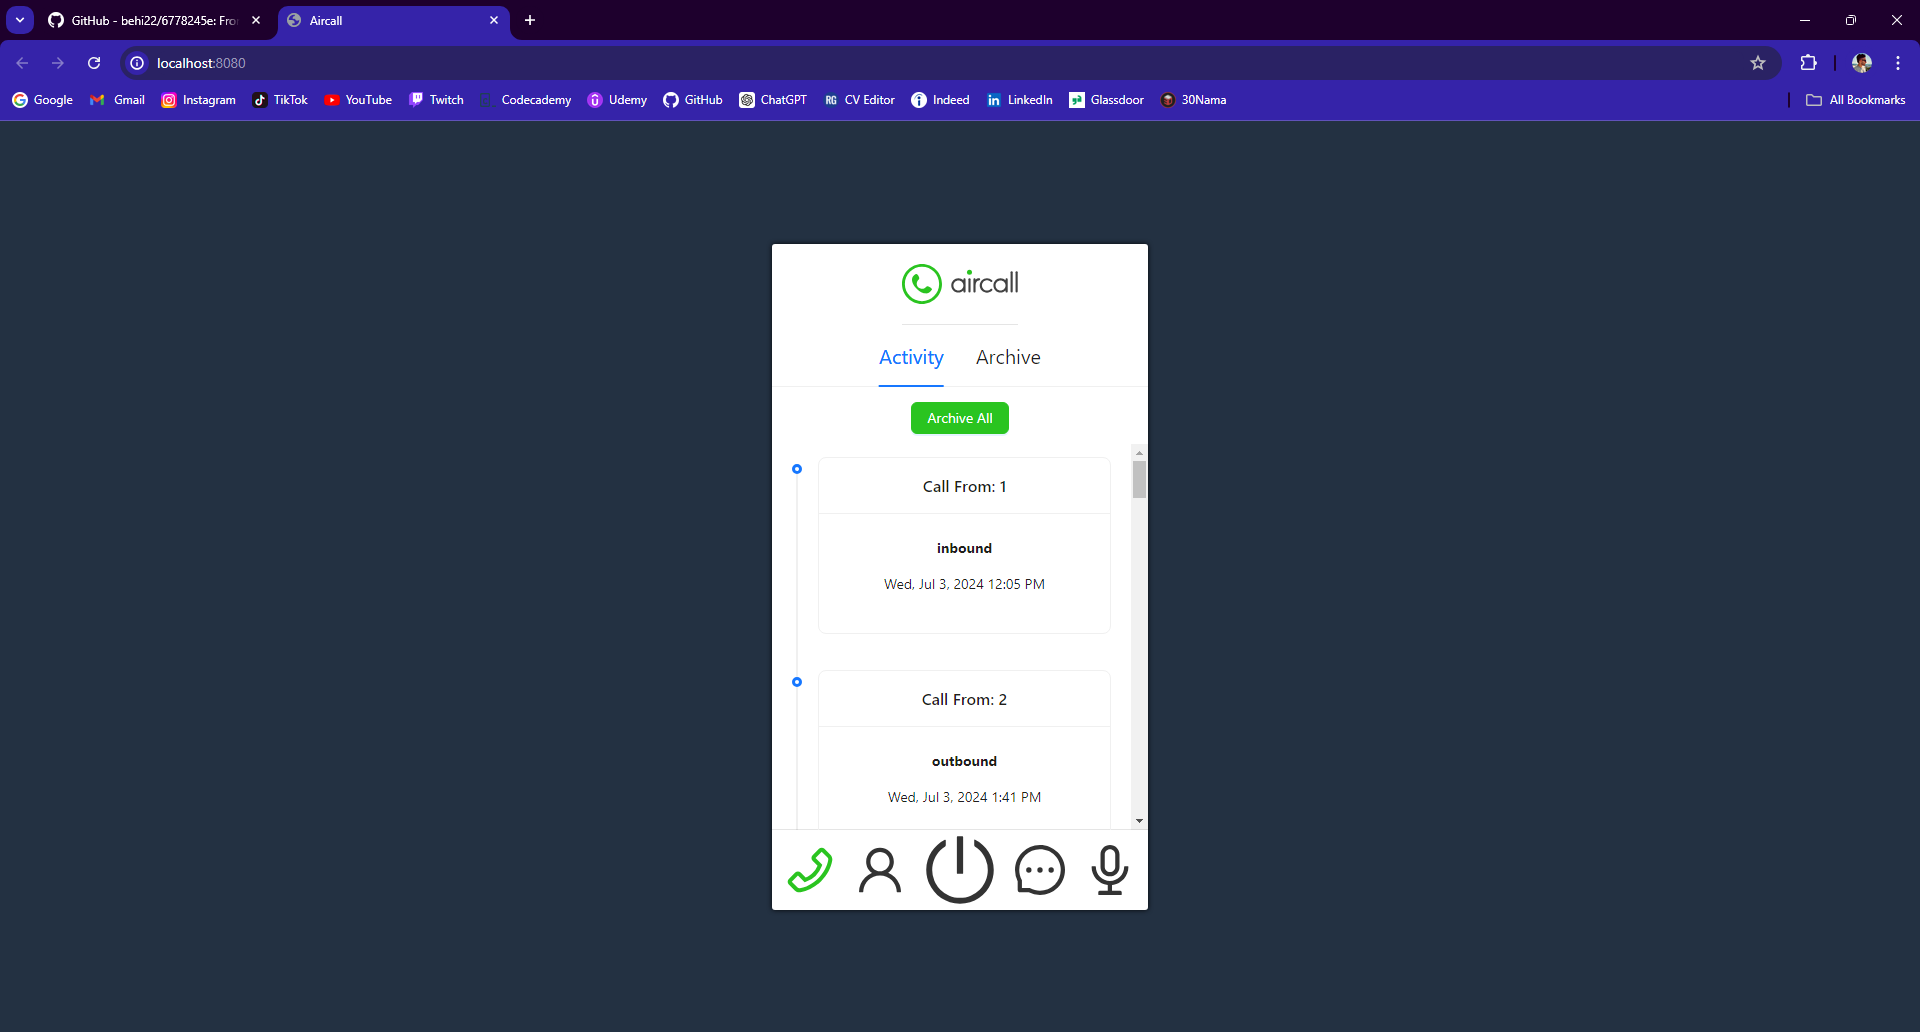 GitHub - behi22/6778245e: Fro
Aircall
localhost:8080
Google Gmail Instagram TikTok YouTube Twitch Codecademy Udemy GitHub ChatGPT RG CV Editor Indeed LinkedIn Glassdoor 30Nama All Bookmarks
aircall
Activity Archive
Archive All
Call From: 1
inbound
Wed, Jul 3, 2024 12:05 PM
Call From: 2
outbound
Wed, Jul 3, 2024 1:41 PM